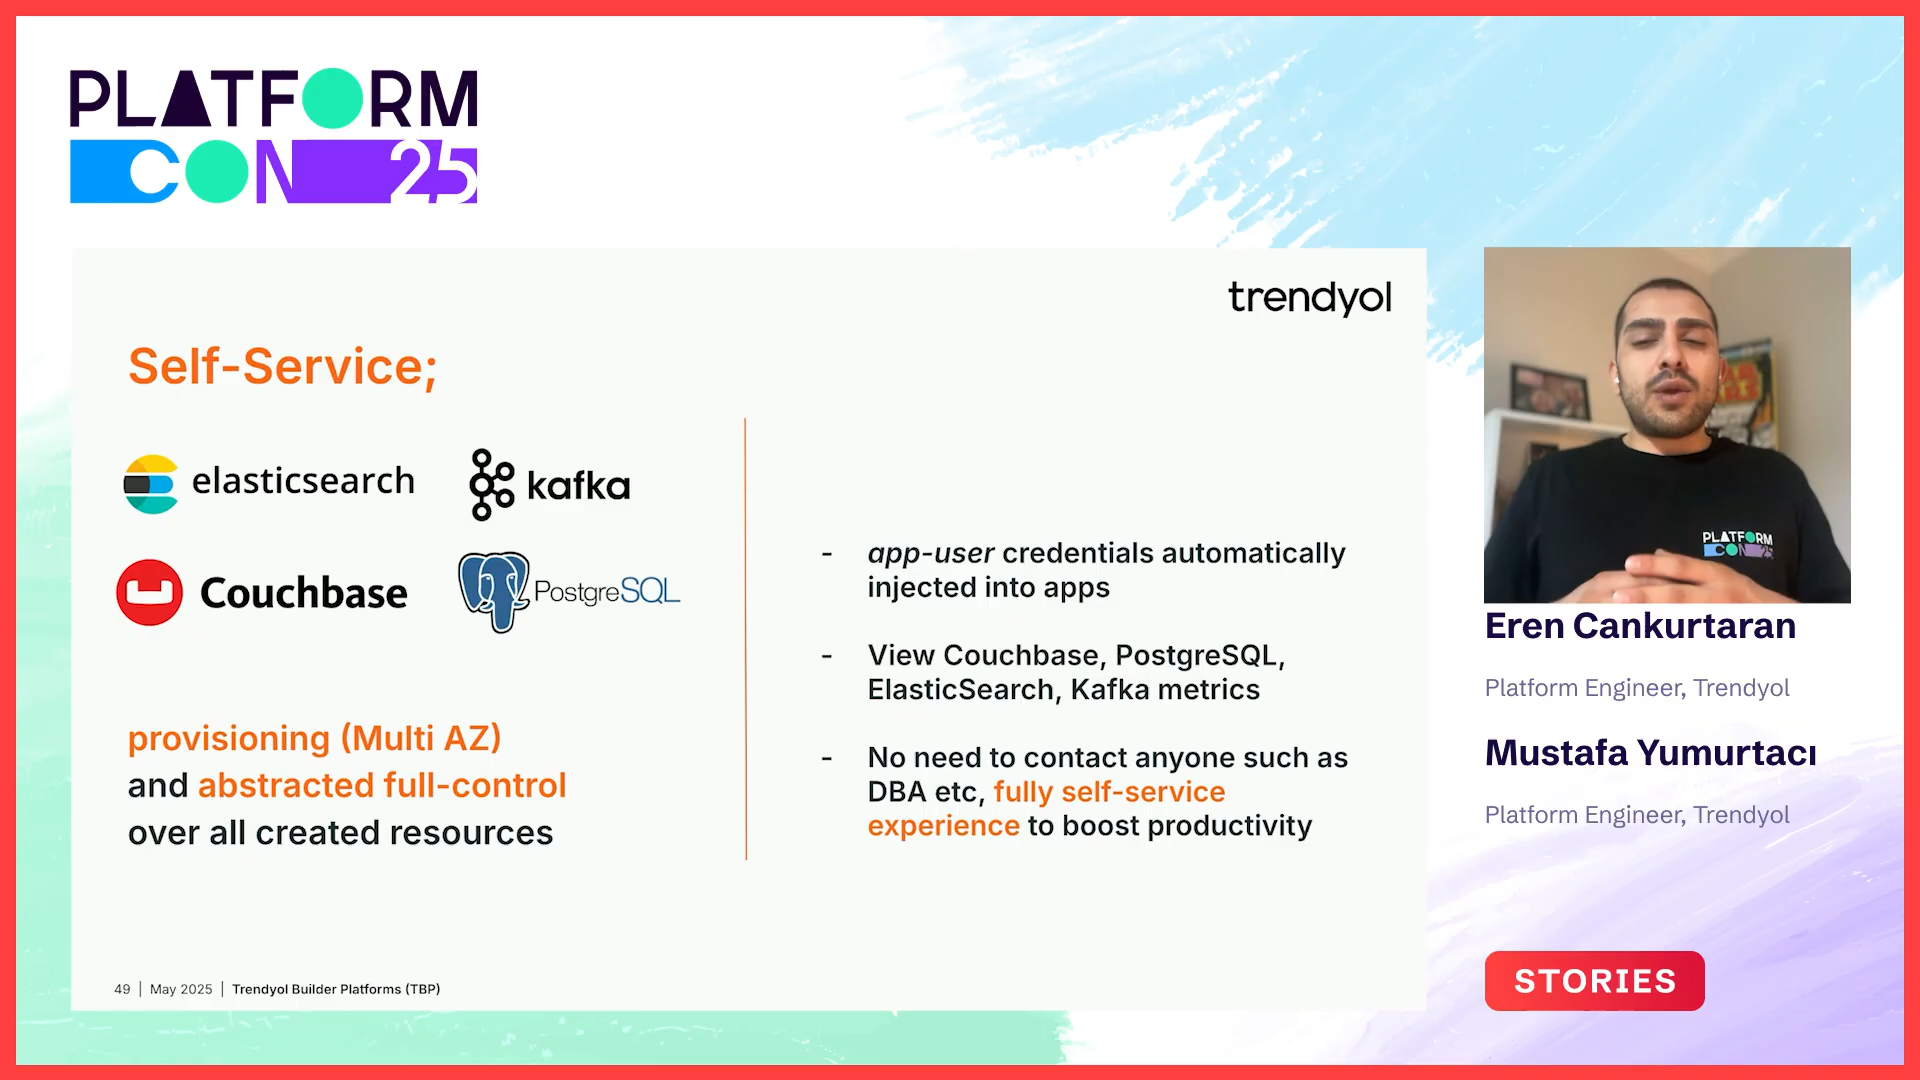 PLATFORM
CON 25
trendyol
Self-Service;
elasticsearch
kafka
Couchbase
PostgreSQL
provisioning (Multi AZ)
and abstracted full-control
over all created resources
- app-user credentials automatically
injected into apps
- View Couchbase, PostgreSQL,
ElasticSearch, Kafka metrics
- No need to contact anyone such as
DBA etc, fully self-service
experience to boost productivity
49 | May 2025 | Trendyol Builder Platforms (TBP)
PLATFORM
CON 25
Eren Cankurtaran
Platform Engineer, Trendyol
Mustafa Yumurtacı
Platform Engineer, Trendyol
STORIES